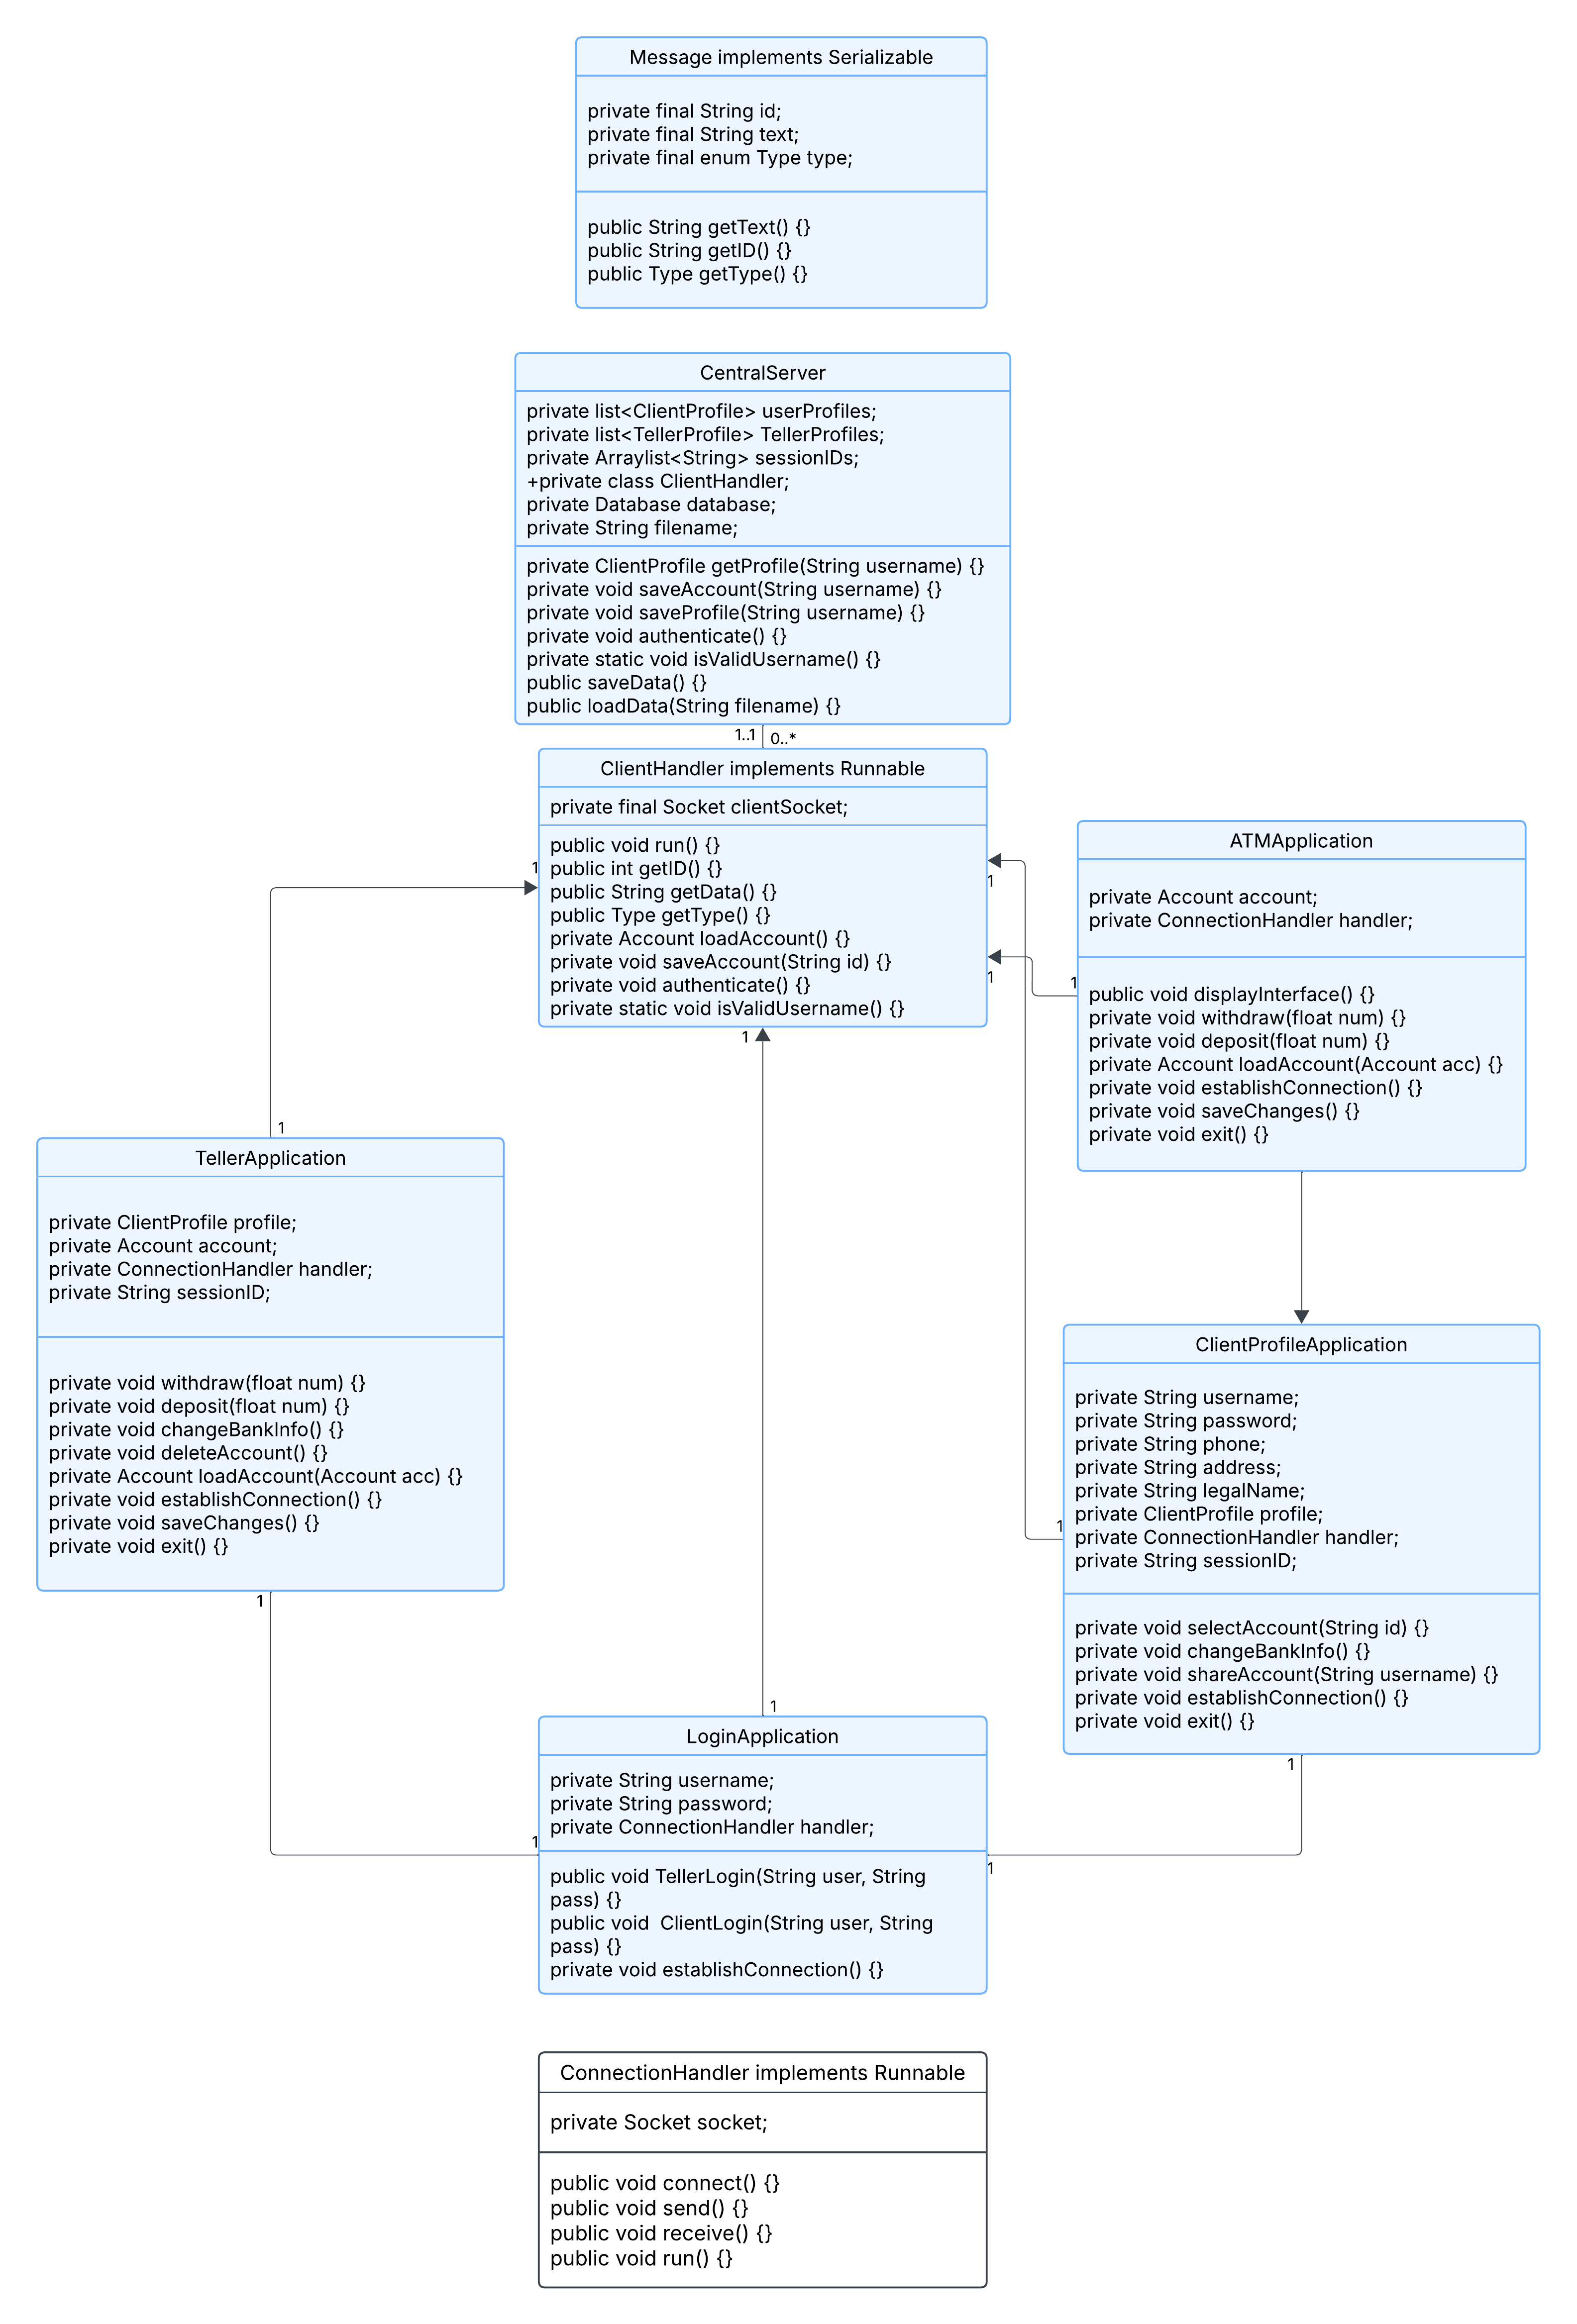 Message implements Serializable
private final String id;
private final String text;
private final enum Type type;
public String getText() {}
public String getID() {}
public Type getType() {}
CentralServer
private list<ClientProfile> userProfiles;
private list<TellerProfile> TellerProfiles;
private Arraylist<String> sessionIDs;
+private class ClientHandler;
private Database database;
private String filename;
private ClientProfile getProfile(String username) {}
private void saveAccount(String username) {}
private void saveProfile(String username) {}
private void authenticate() {}
private static void isValidUsername() {}
public saveData() {}
public loadData(String filename) {}
1..1
0..*
ClientHandler implements Runnable
private final Socket clientSocket;
public void run() {}
public int getID() {}
public String getData() {}
public Type getType() {}
private Account loadAccount() {}
private void saveAccount(String id) {}
private void authenticate() {}
private static void isValidUsername() {}
1
1
1
1
ATMApplication
private Account account;
private ConnectionHandler handler;
public void displayInterface() {}
private void withdraw(float num) {}
private void deposit(float num) {}
private Account loadAccount(Account acc) {}
private void establishConnection() {}
private void saveChanges() {}
private void exit() {}
1
1
TellerApplication
private ClientProfile profile;
private Account account;
private ConnectionHandler handler;
private String sessionID;
private void withdraw(float num) {}
private void deposit(float num) {}
private void changeBankInfo() {}
private void deleteAccount() {}
private Account loadAccount(Account acc) {}
private void establishConnection() {}
private void saveChanges() {}
private void exit() {}
1
ClientProfileApplication
private String username;
private String password;
private String phone;
private String address;
private String legalName;
private ClientProfile profile;
private ConnectionHandler handler;
private String sessionID;
private void selectAccount(String id) {}
private void changeBankInfo() {}
private void shareAccount(String username) {}
private void establishConnection() {}
private void exit() {}
1
1
1
LoginApplication
private String username;
private String password;
private ConnectionHandler handler;
public void TellerLogin(String user, String
pass) {}
public void  ClientLogin(String user, String
pass) {}
private void establishConnection() {}
1
1
ConnectionHandler implements Runnable
private Socket socket;
public void connect() {}
public void send() {}
public void receive() {}
public void run() {}